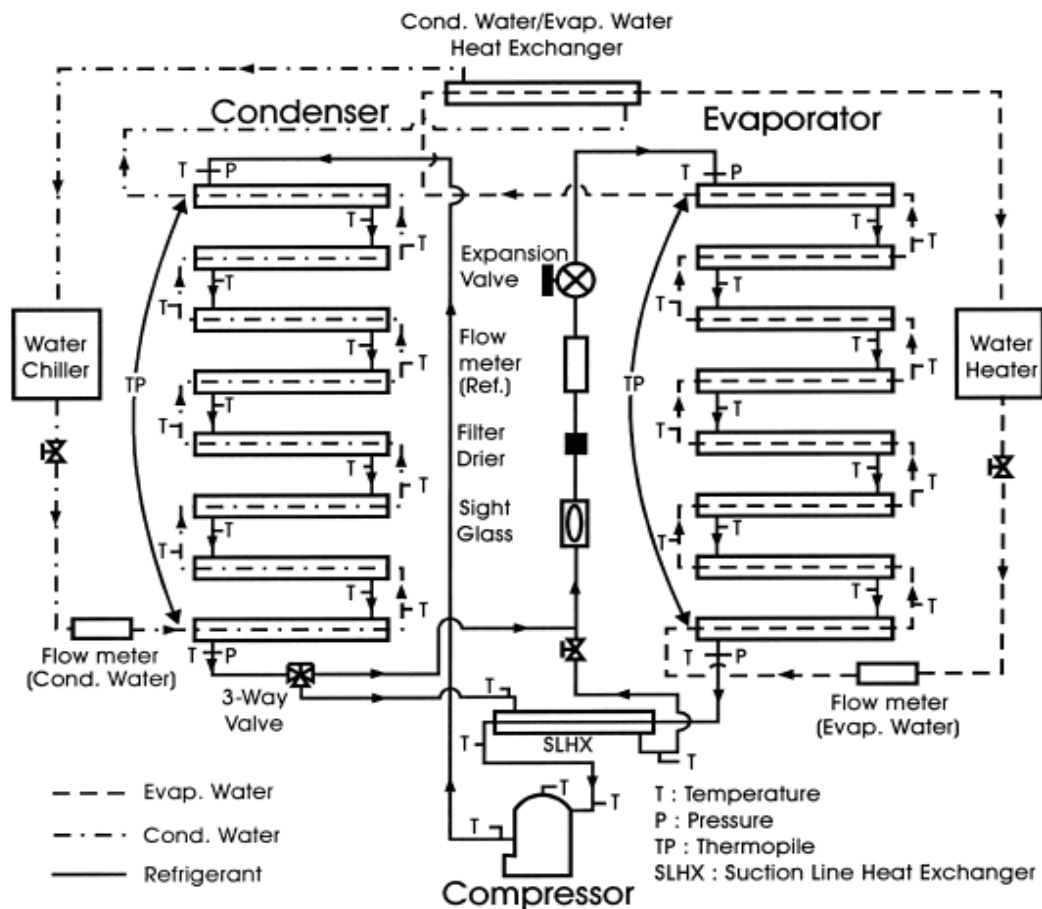 Cond. Water/Evap. Water
Heat Exchanger
Condenser
Evaporator
T
P
T
P
T
T
T
T
T
T
T
T
Expansion
Valve
T
T
T
T
Water
Chiller
Flow
meter
(Ref.)
Water
Heater
TP
TP
T
T
T
T
T
T
T
T
Filter
Drier
T
T
T
T
Sight
Glass
T
T
T
T
T
T
T
T
T
P
T
P
Flow meter
(Cond. Water)
3-Way
Valve
T
Flow meter
(Evap. Water)
T
SLHX
T
T
T
T
Evap. Water
Cond. Water
Refrigerant
Compressor
T : Temperature
P : Pressure
TP : Thermopile
SLHX : Suction Line Heat Exchanger